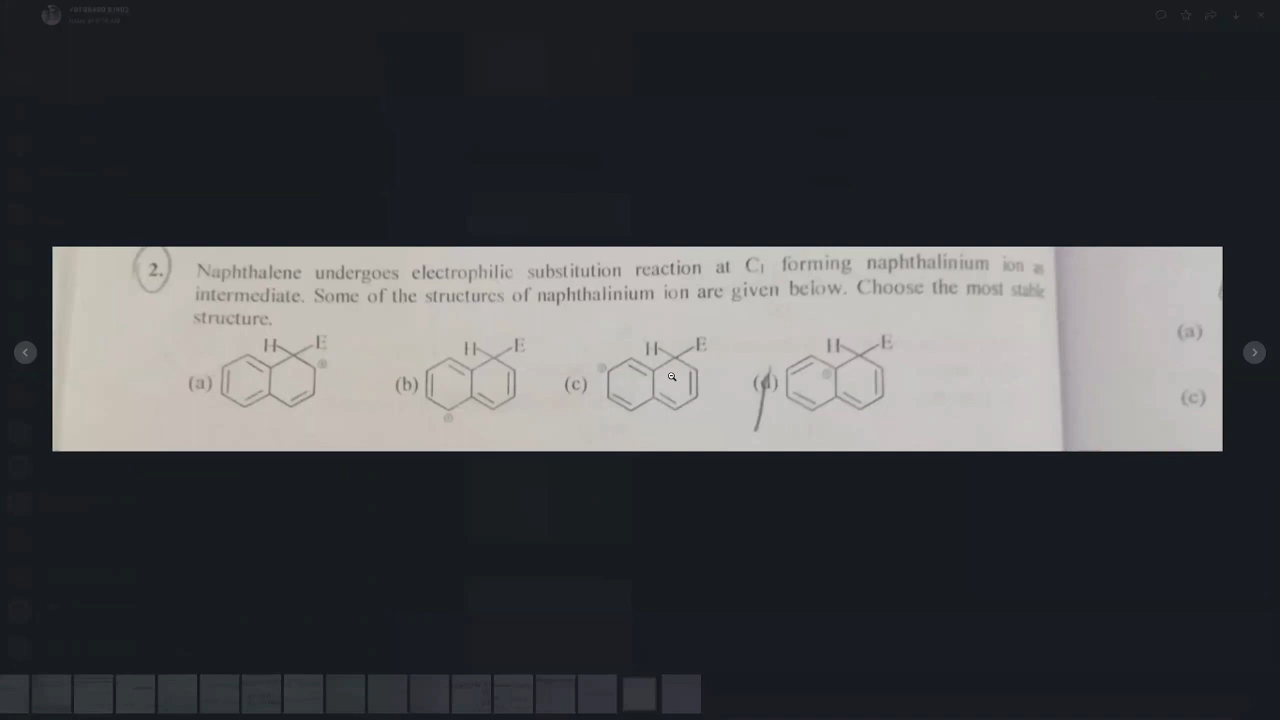 2. Naphthalene undergoes electrophilic substitution reaction at C₁ forming naphthalinium ion as
intermediate. Some of the structures of naphthalinium ion are given below. Choose the most stable
structure.
H E H E H E H E
(a) ⊕ (b) ⊕ (c) ⊕ (d) ⊕
(a)
(c)